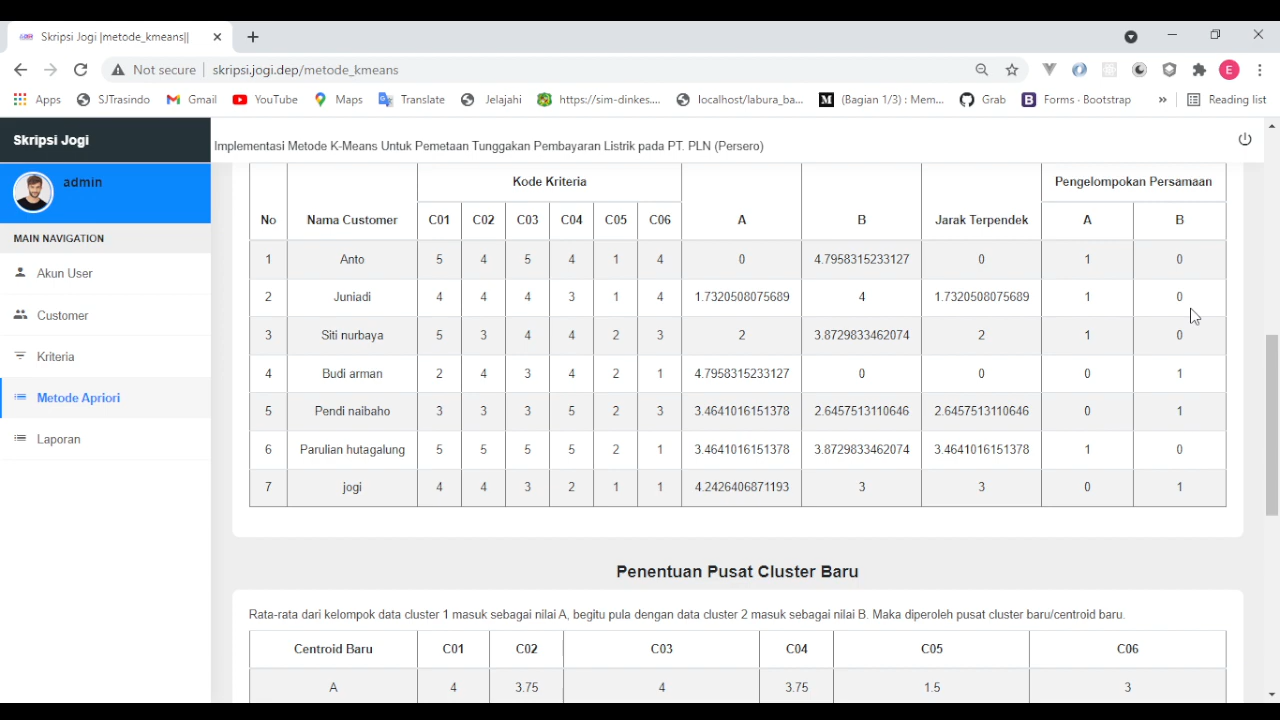 Skripsi Jogi |metode_kmeans||
Not secure
skripsi.jogi.dep/metode_kmeans
E
Apps
SJTrasindo
Gmail
YouTube
Maps
Translate
Jelajahi
https://sim-dinkes....
localhost/labura_ba...
(Bagian 1/3) : Mem...
Grab
Forms · Bootstrap
»
Reading list
Skripsi Jogi
Implementasi Metode K-Means Untuk Pemetaan Tunggakan Pembayaran Listrik pada PT. PLN (Persero)
admin
MAIN NAVIGATION
Akun User
Customer
Kriteria
Metode Apriori
Laporan
Kode Kriteria Pengelompokan Persamaan
No Nama Customer C01 C02 C03 C04 C05 C06 A B Jarak Terpendek A B
1 Anto 5 4 5 4 1 4 0 4.7958315233127 0 1 0
2 Juniadi 4 4 4 3 1 4 1.7320508075689 4 1.7320508075689 1 0
3 Siti nurbaya 5 3 4 4 2 3 2 3.8729833462074 2 1 0
4 Budi arman 2 4 3 4 2 1 4.7958315233127 0 0 0 1
5 Pendi naibaho 3 3 3 5 2 3 3.4641016151378 2.6457513110646 2.6457513110646 0 1
6 Parulian hutagalung 5 5 5 5 2 1 3.4641016151378 3.8729833462074 3.4641016151378 1 0
7 jogi 4 4 3 2 1 1 4.2426406871193 3 3 0 1
Penentuan Pusat Cluster Baru
Rata-rata dari kelompok data cluster 1 masuk sebagai nilai A, begitu pula dengan data cluster 2 masuk sebagai nilai B. Maka diperoleh pusat cluster baru/centroid baru.
Centroid Baru C01 C02 C03 C04 C05 C06
A 4 3.75 4 3.75 1.5 3